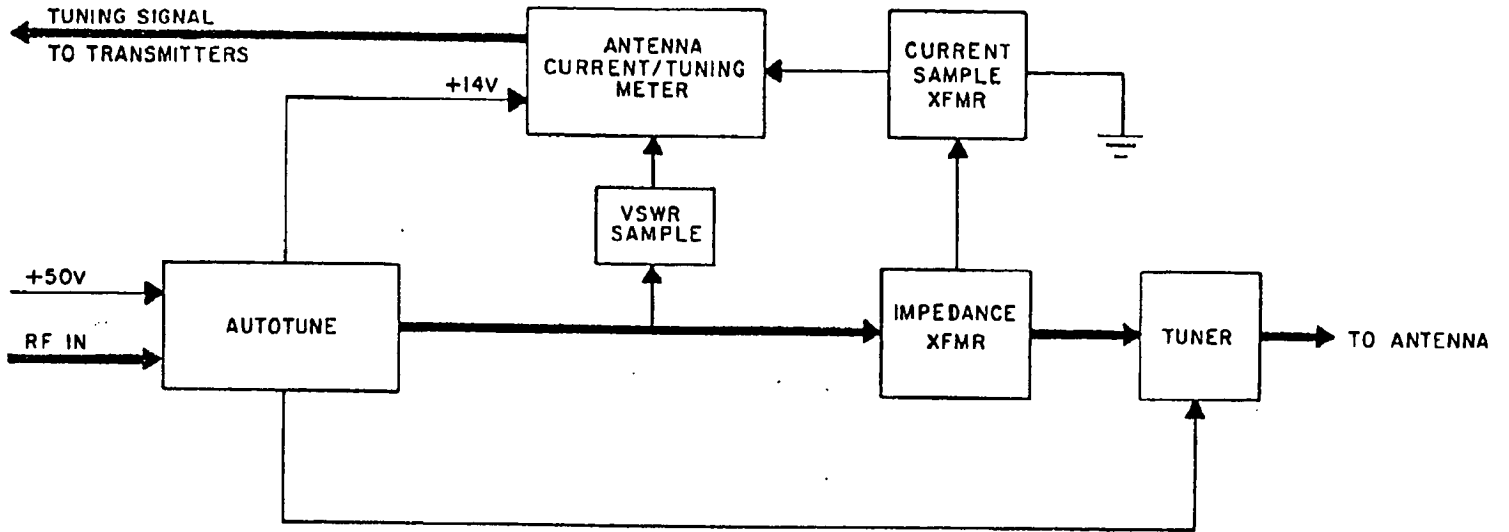 TUNING SIGNAL
TO TRANSMITTERS
ANTENNA
CURRENT/TUNING
METER
CURRENT
SAMPLE
XFMR
+14V
VSWR
SAMPLE
+50V
RF IN
AUTOTUNE
IMPEDANCE
XFMR
TUNER
TO ANTENNA